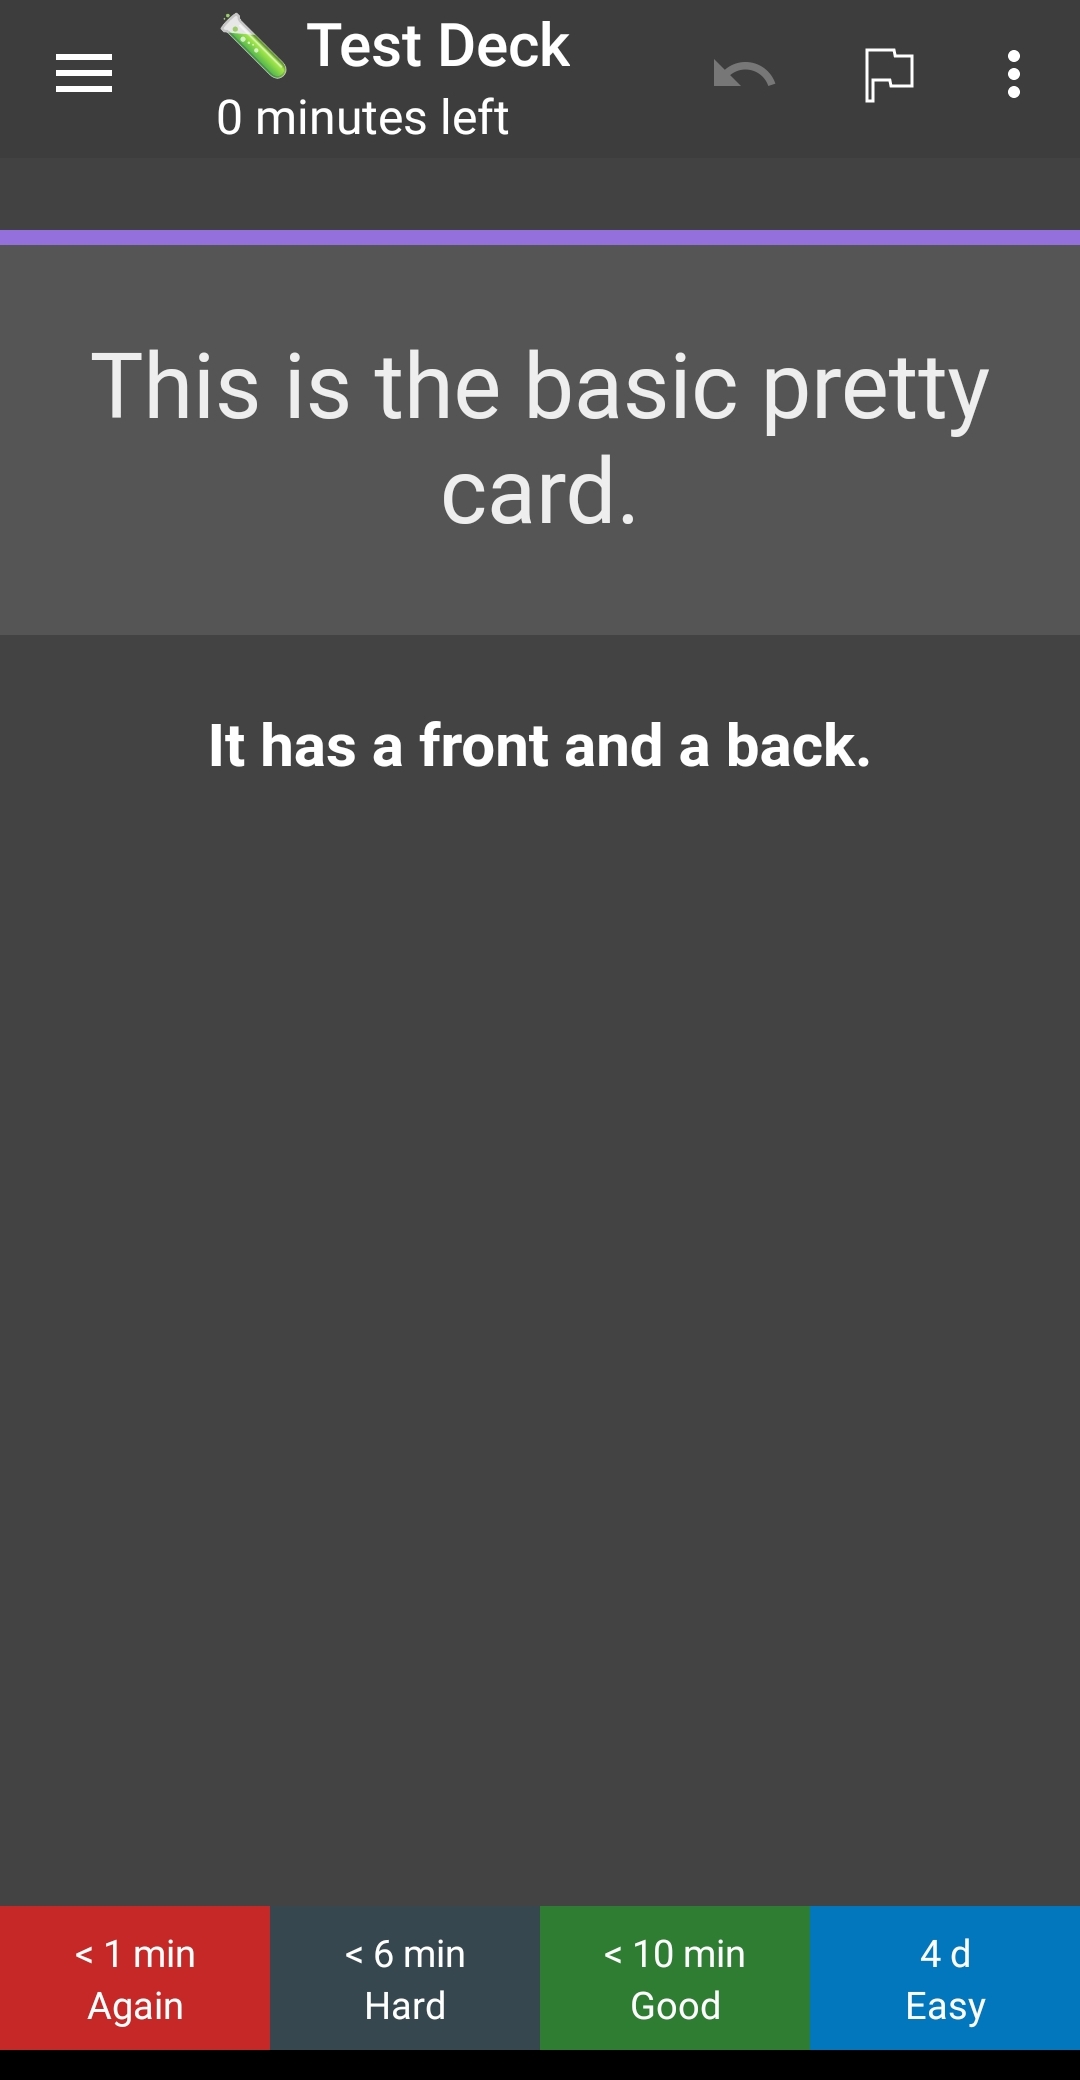 Test Deck
0 minutes left
This is the basic pretty
card.
It has a front and a back.
< 1 min
Again
< 6 min
Hard
< 10 min
Good
4 d
Easy